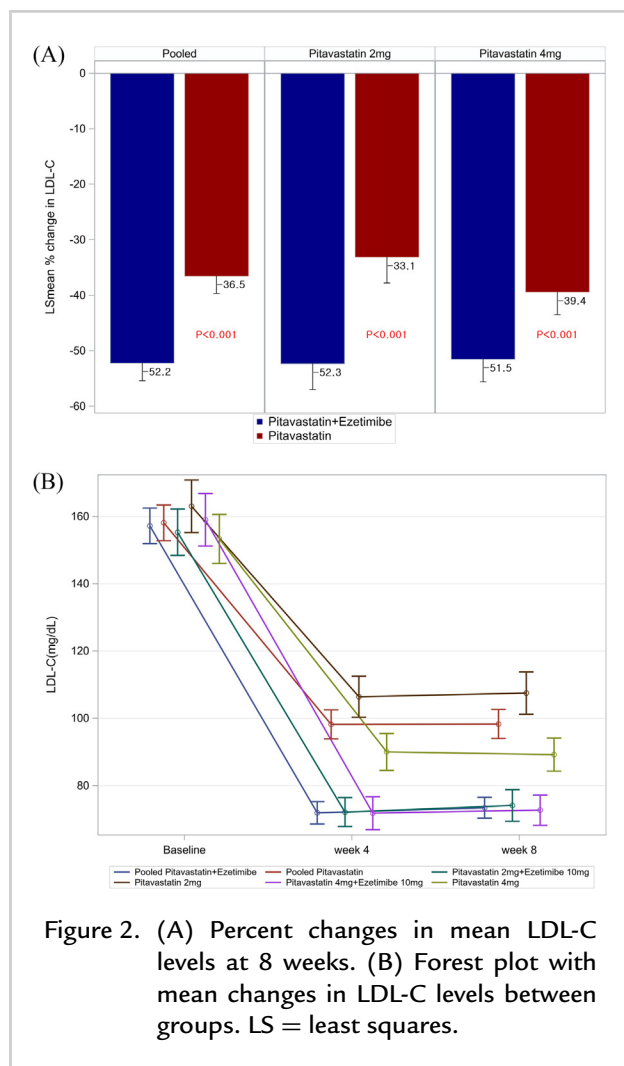 (A)
Pooled Pitavastatin 2mg Pitavastatin 4mg
LSmean % change in LDL-C
0
-10
-20
-30
-40
-50
-60
-52.2
-36.5
P<0.001
-52.3
-33.1
P<0.001
-51.5
-39.4
P<0.001
Pitavastatin+Ezetimibe
Pitavastatin
(B)
LDL-C(mg/dL)
160
140
120
100
80
Baseline week 4 week 8
Pooled Pitavastatin+Ezetimibe Pooled Pitavastatin Pitavastatin 2mg+Ezetimibe 10mg
Pitavastatin 2mg Pitavastatin 4mg+Ezetimibe 10mg Pitavastatin 4mg
Figure 2. (A) Percent changes in mean LDL-C
levels at 8 weeks. (B) Forest plot with
mean changes in LDL-C levels between
groups. LS = least squares.